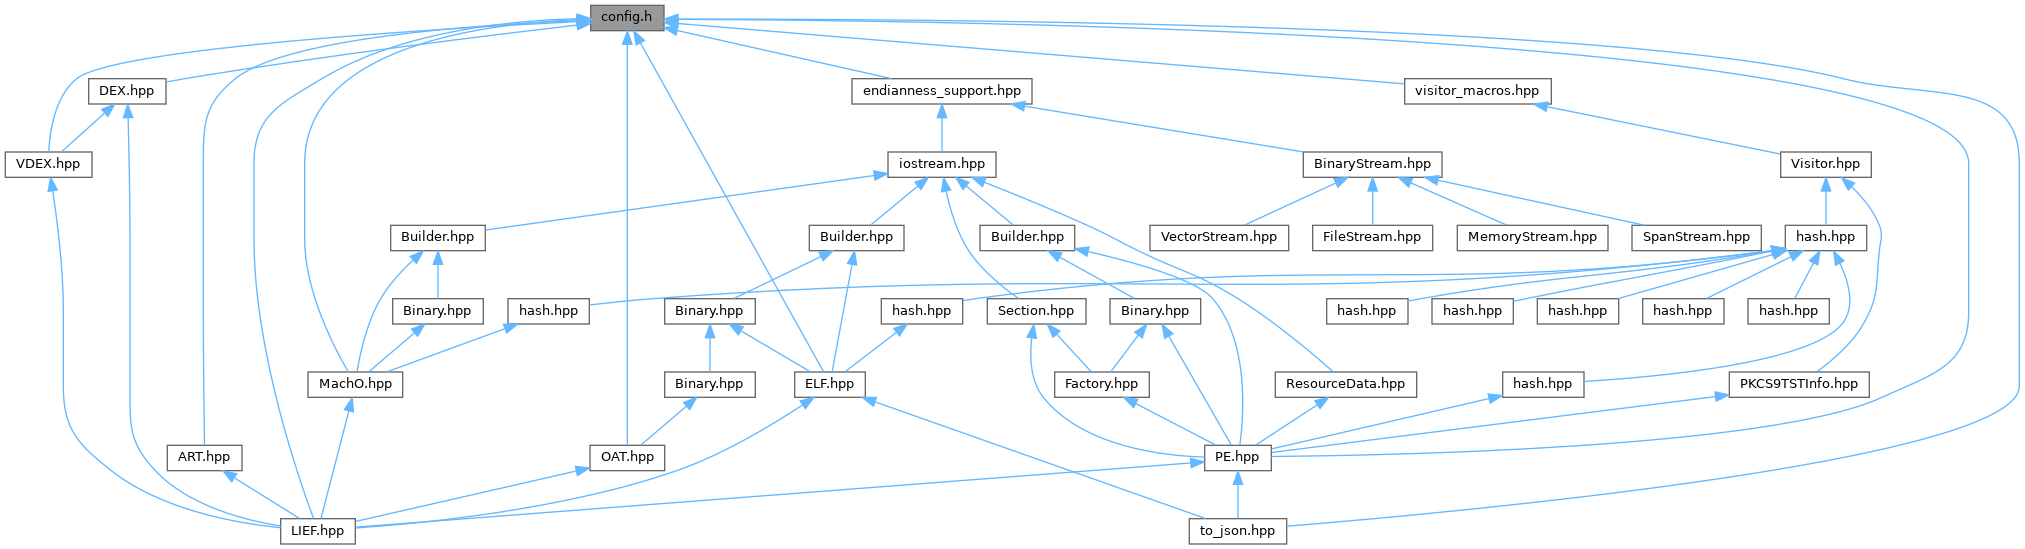 config.h
DEX.hpp
endianness_support.hpp
visitor_macros.hpp
VDEX.hpp
iostream.hpp
BinaryStream.hpp
Visitor.hpp
Builder.hpp
Builder.hpp
Builder.hpp
VectorStream.hpp
FileStream.hpp
MemoryStream.hpp
SpanStream.hpp
hash.hpp
Binary.hpp
hash.hpp
Binary.hpp
hash.hpp
Section.hpp
Binary.hpp
hash.hpp
hash.hpp
hash.hpp
hash.hpp
hash.hpp
MachO.hpp
Binary.hpp
ELF.hpp
Factory.hpp
ResourceData.hpp
hash.hpp
PKCS9TSTInfo.hpp
ART.hpp
OAT.hpp
PE.hpp
LIEF.hpp
to_json.hpp